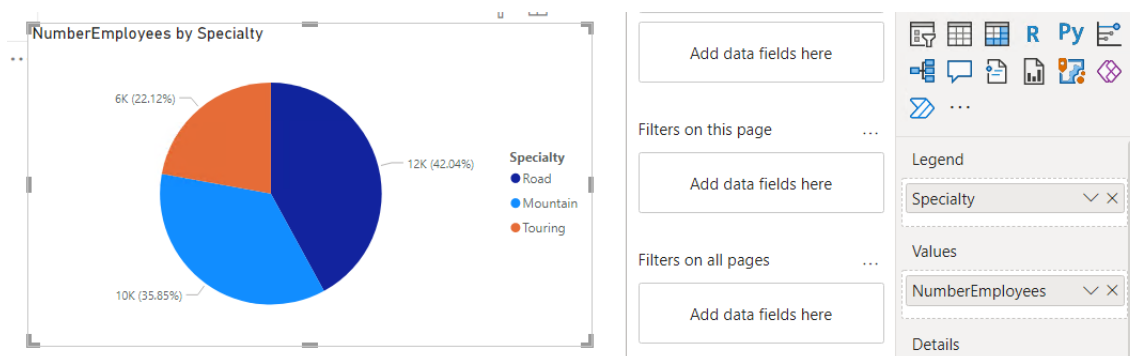 NumberEmployees by Specialty
6K (22.12%)
12K (42.04%)
10K (35.85%)
Specialty
Road
Mountain
Touring
Add data fields here
Filters on this page
...
Add data fields here
Filters on all pages
...
Add data fields here
R
Py
...
Legend
Specialty
Values
NumberEmployees
Details